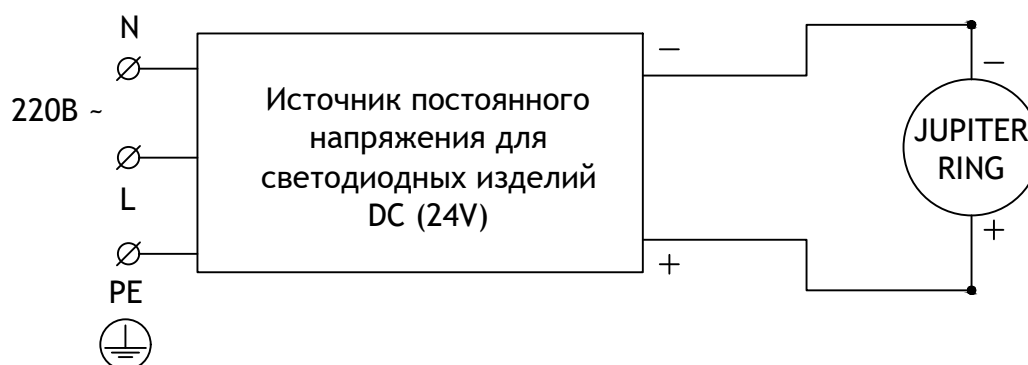 N
220В ~
L
PE
Источник постоянного
напряжения для
светодиодных изделий
DC (24V)
−
+
−
JUPITER
RING
+